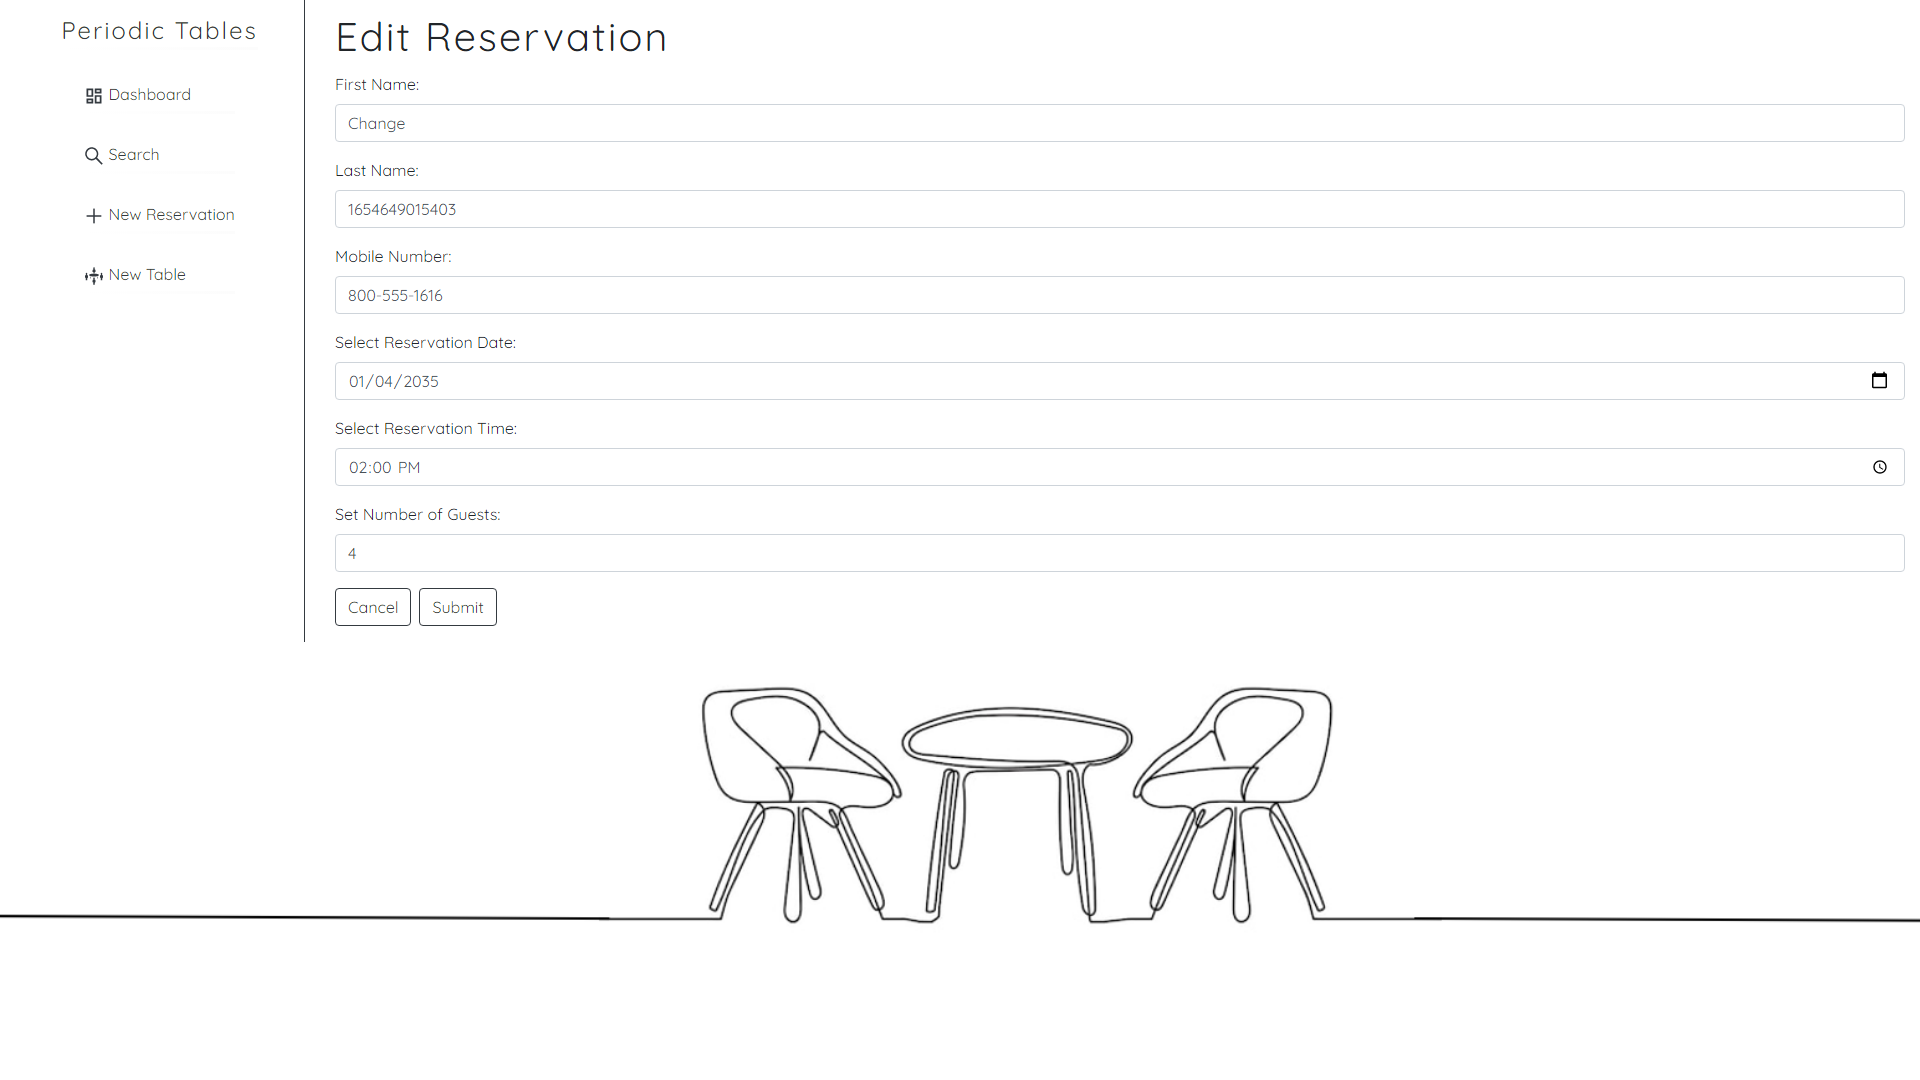 Periodic Tables
Dashboard
Search
New Reservation
New Table
Edit Reservation
First Name:
Change
Last Name:
1654649015403
Mobile Number:
800-555-1616
Select Reservation Date:
01/04/2035
Select Reservation Time:
02:00 PM
Set Number of Guests:
4
Cancel Submit